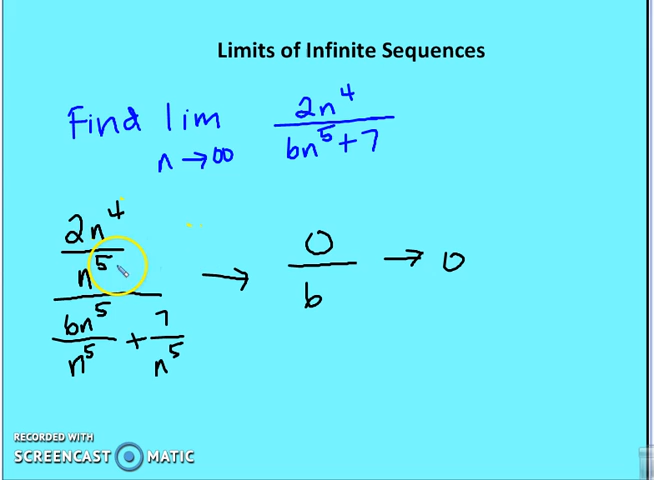 Limits of Infinite Sequences
Find lim 2n^4 / 6n^5 + 7
n → ∞
2n^4 / n^5 / 6n^5 / n^5 + 7 / n^5 → 0 / 6 → 0
RECORDED WITH
SCREENCAST MATIC